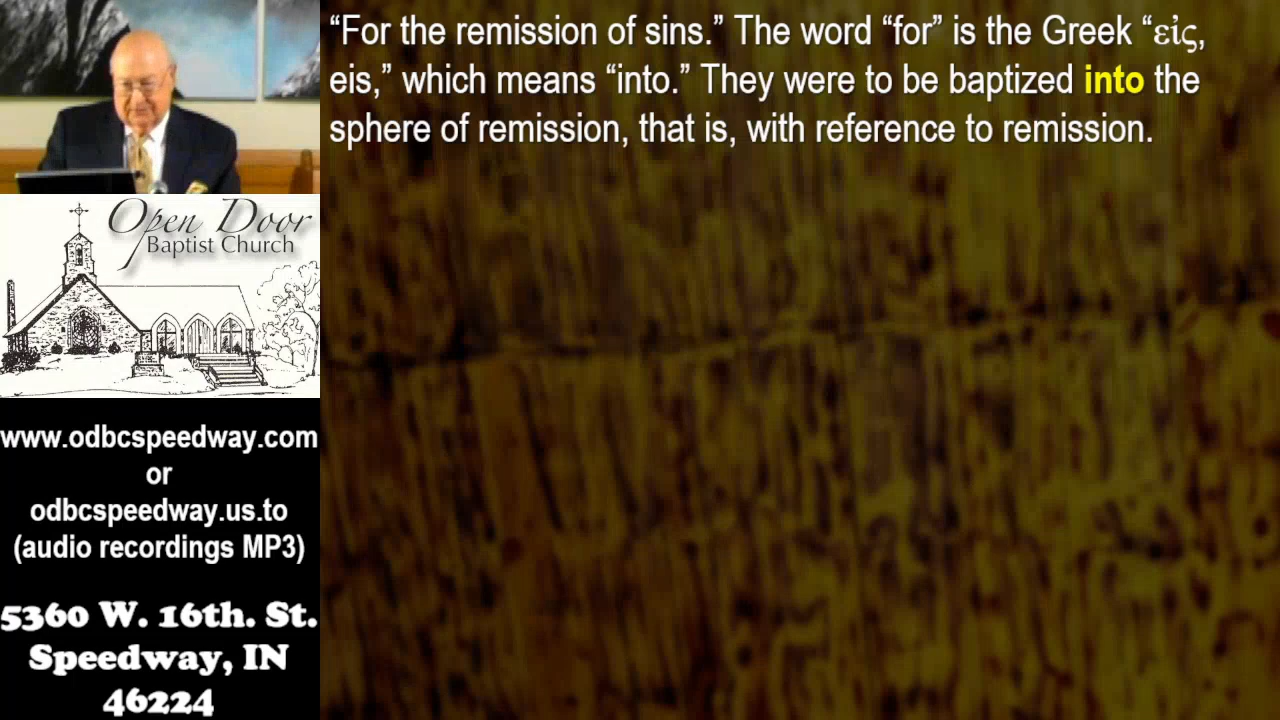 “For the remission of sins.” The word “for” is the Greek “εἰς,
eis,” which means “into.” They were to be baptized into the
sphere of remission, that is, with reference to remission.
Open Door
Baptist Church
www.odbcspeedway.com
or
odbcspeedway.us.to
(audio recordings MP3)
5360 W. 16th. St.
Speedway, IN
46224